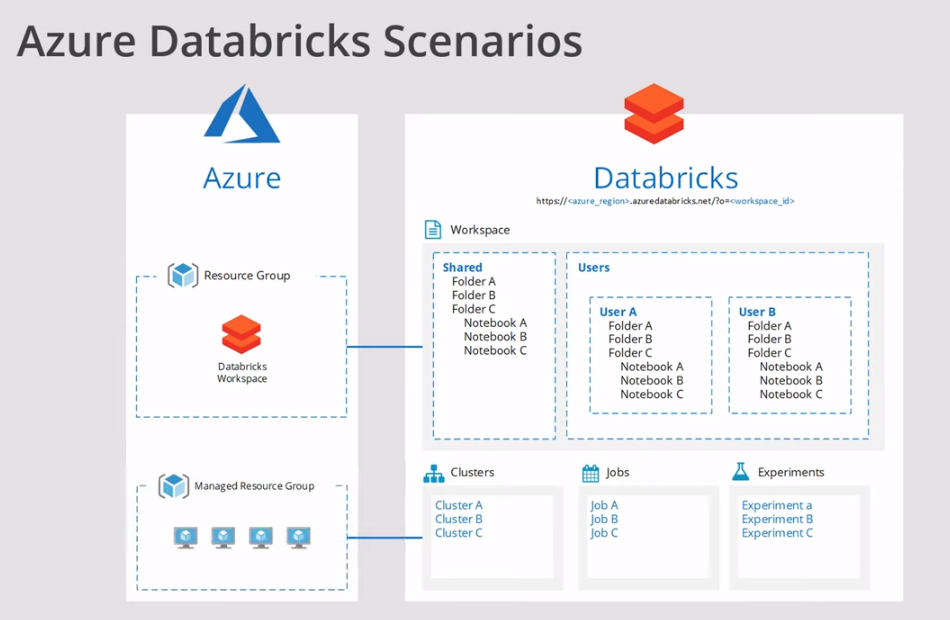 Azure Databricks Scenarios
Azure
Resource Group
Databricks
Workspace
Managed Resource Group
Databricks
https://<azure_region>.azuredatabricks.net/?o=<workspace_id>
Workspace
Shared
Folder A
Folder B
Folder C
Notebook A
Notebook B
Notebook C
Users
User A
Folder A
Folder B
Folder C
Notebook A
Notebook B
Notebook C
User B
Folder A
Folder B
Folder C
Notebook A
Notebook B
Notebook C
Clusters
Cluster A
Cluster B
Cluster C
Jobs
Job A
Job B
Job C
Experiments
Experiment a
Experiment B
Experiment C